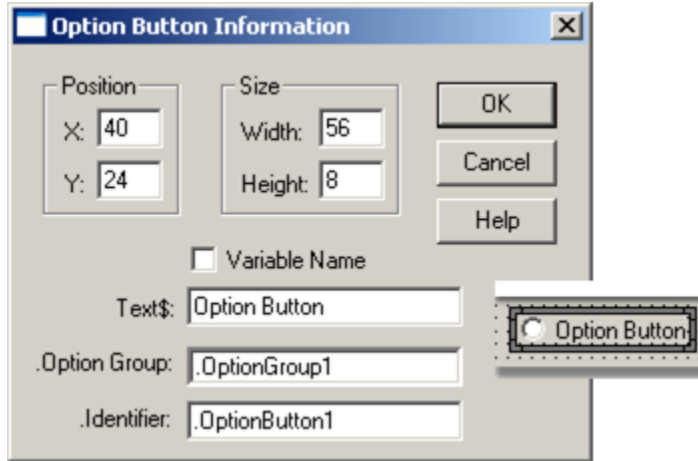 Option Button Information
Position
X: 40
Y: 24
Size
Width: 56
Height: 8
OK
Cancel
Help
Variable Name
Text$: Option Button
.Option Group: .OptionGroup1
.Identifier: .OptionButton1
Option Button